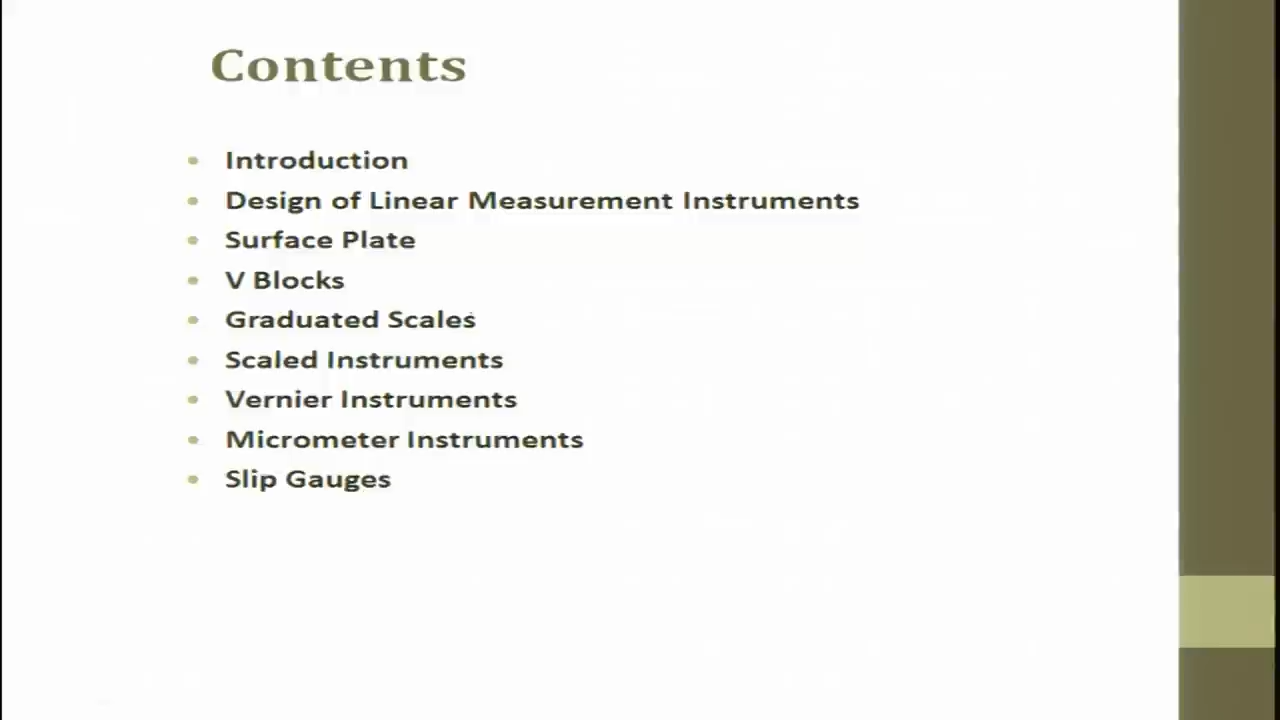 Contents
• Introduction
• Design of Linear Measurement Instruments
• Surface Plate
• V Blocks
• Graduated Scales
• Scaled Instruments
• Vernier Instruments
• Micrometer Instruments
• Slip Gauges